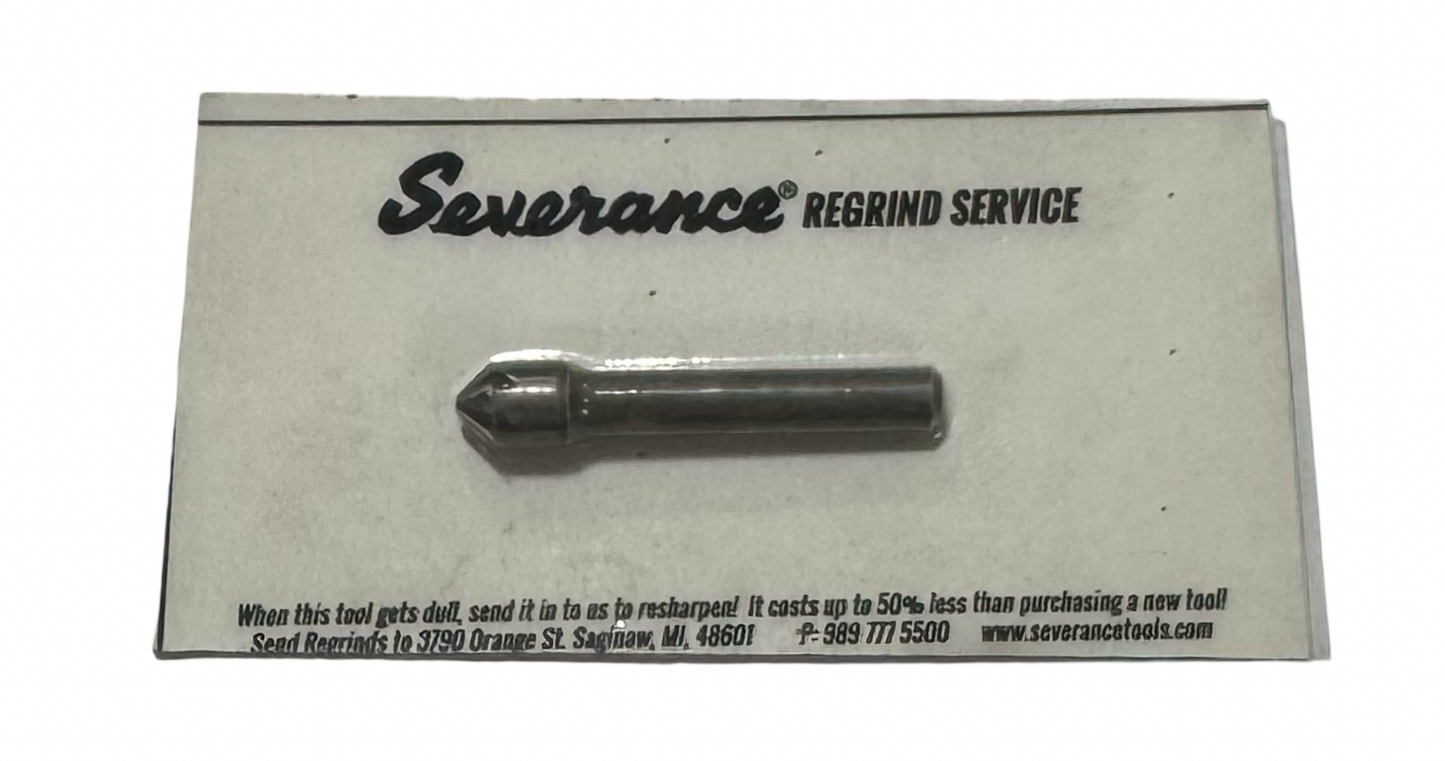 Severance® REGRIND SERVICE
When this tool gets dull, send it in to us to resharpen! It costs up to 50% less than purchasing a new tool!
Send Regrinds to 3790 Orange St. Saginaw, MI, 48601 P: 989 777 5500 www.severancetools.com